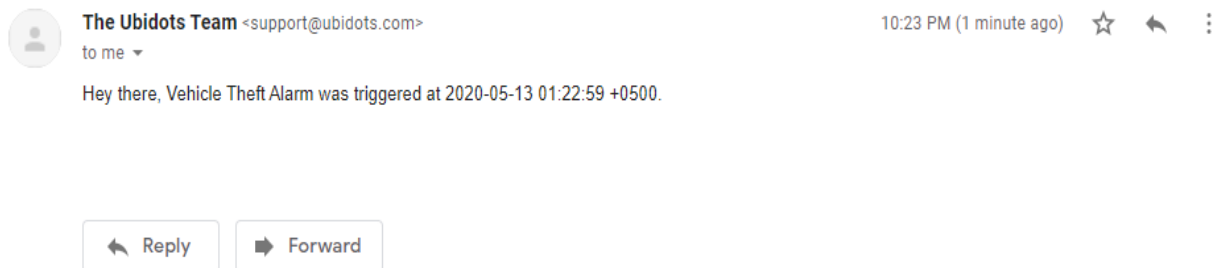 The Ubidots Team <support@ubidots.com> 10:23 PM (1 minute ago)
to me
Hey there, Vehicle Theft Alarm was triggered at 2020-05-13 01:22:59 +0500.
Reply Forward